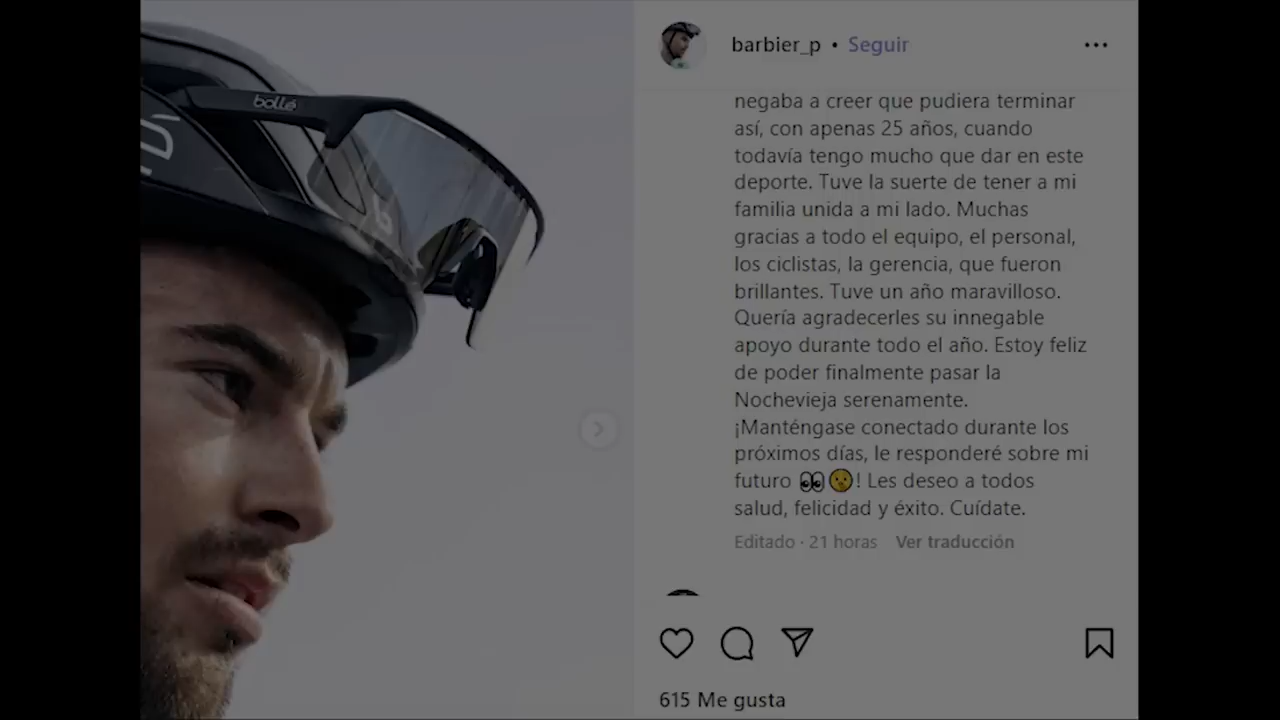 bollé
barbier_p • Seguir
negaba a creer que pudiera terminar
así, con apenas 25 años, cuando
todavía tengo mucho que dar en este
deporte. Tuve la suerte de tener a mi
familia unida a mi lado. Muchas
gracias a todo el equipo, el personal,
los ciclistas, la gerencia, que fueron
brillantes. Tuve un año maravilloso.
Quería agradecerles su innegable
apoyo durante todo el año. Estoy feliz
de poder finalmente pasar la
Nochevieja serenamente.
¡Manténgase conectado durante los
próximos días, le responderé sobre mi
futuro 👀😗! Les deseo a todos
salud, felicidad y éxito. Cuídate.
Editado · 21 horas Ver traducción
615 Me gusta